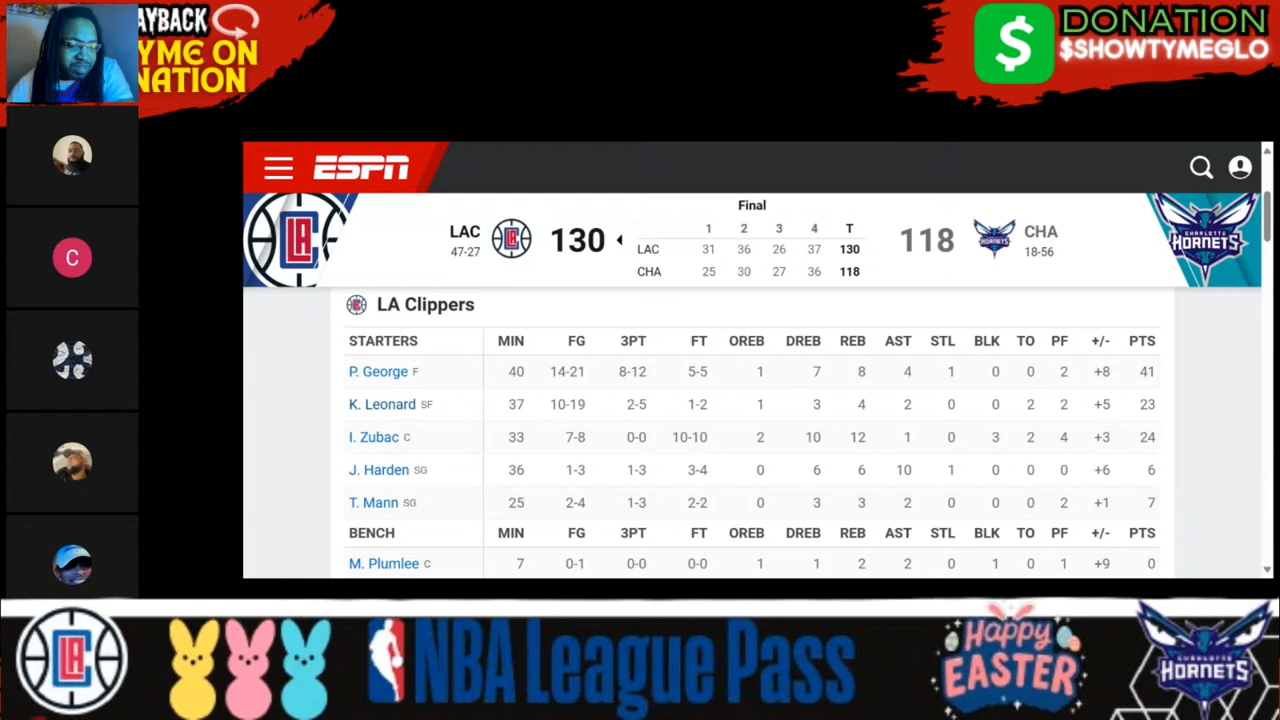 AYBACK
YME ON
NATION
DONATION
$SHOWTYMEGLO
C
ESPN
Final
LAC
47-27
130
118
CHA
18-56
1 2 3 4 T
LAC 31 36 26 37 130
CHA 25 30 27 36 118
LA
CHARLOTTE
HORNETS
LA Clippers
STARTERS MIN FG 3PT FT OREB DREB REB AST STL BLK TO PF +/- PTS
P. George F 40 14-21 8-12 5-5 1 7 8 4 1 0 0 2 +8 41
K. Leonard SF 37 10-19 2-5 1-2 1 3 4 2 0 0 2 2 +5 23
I. Zubac C 33 7-8 0-0 10-10 2 10 12 1 0 3 2 4 +3 24
J. Harden SG 36 1-3 1-3 3-4 0 6 6 10 1 0 0 0 +6 6
T. Mann SG 25 2-4 1-3 2-2 0 3 3 2 0 0 0 2 +1 7
BENCH MIN FG 3PT FT OREB DREB REB AST STL BLK TO PF +/- PTS
M. Plumlee C 7 0-1 0-0 0-0 1 1 2 2 0 1 0 1 +9 0
LA
NBA League Pass
Happy
EASTER
CHARLOTTE
HORNETS